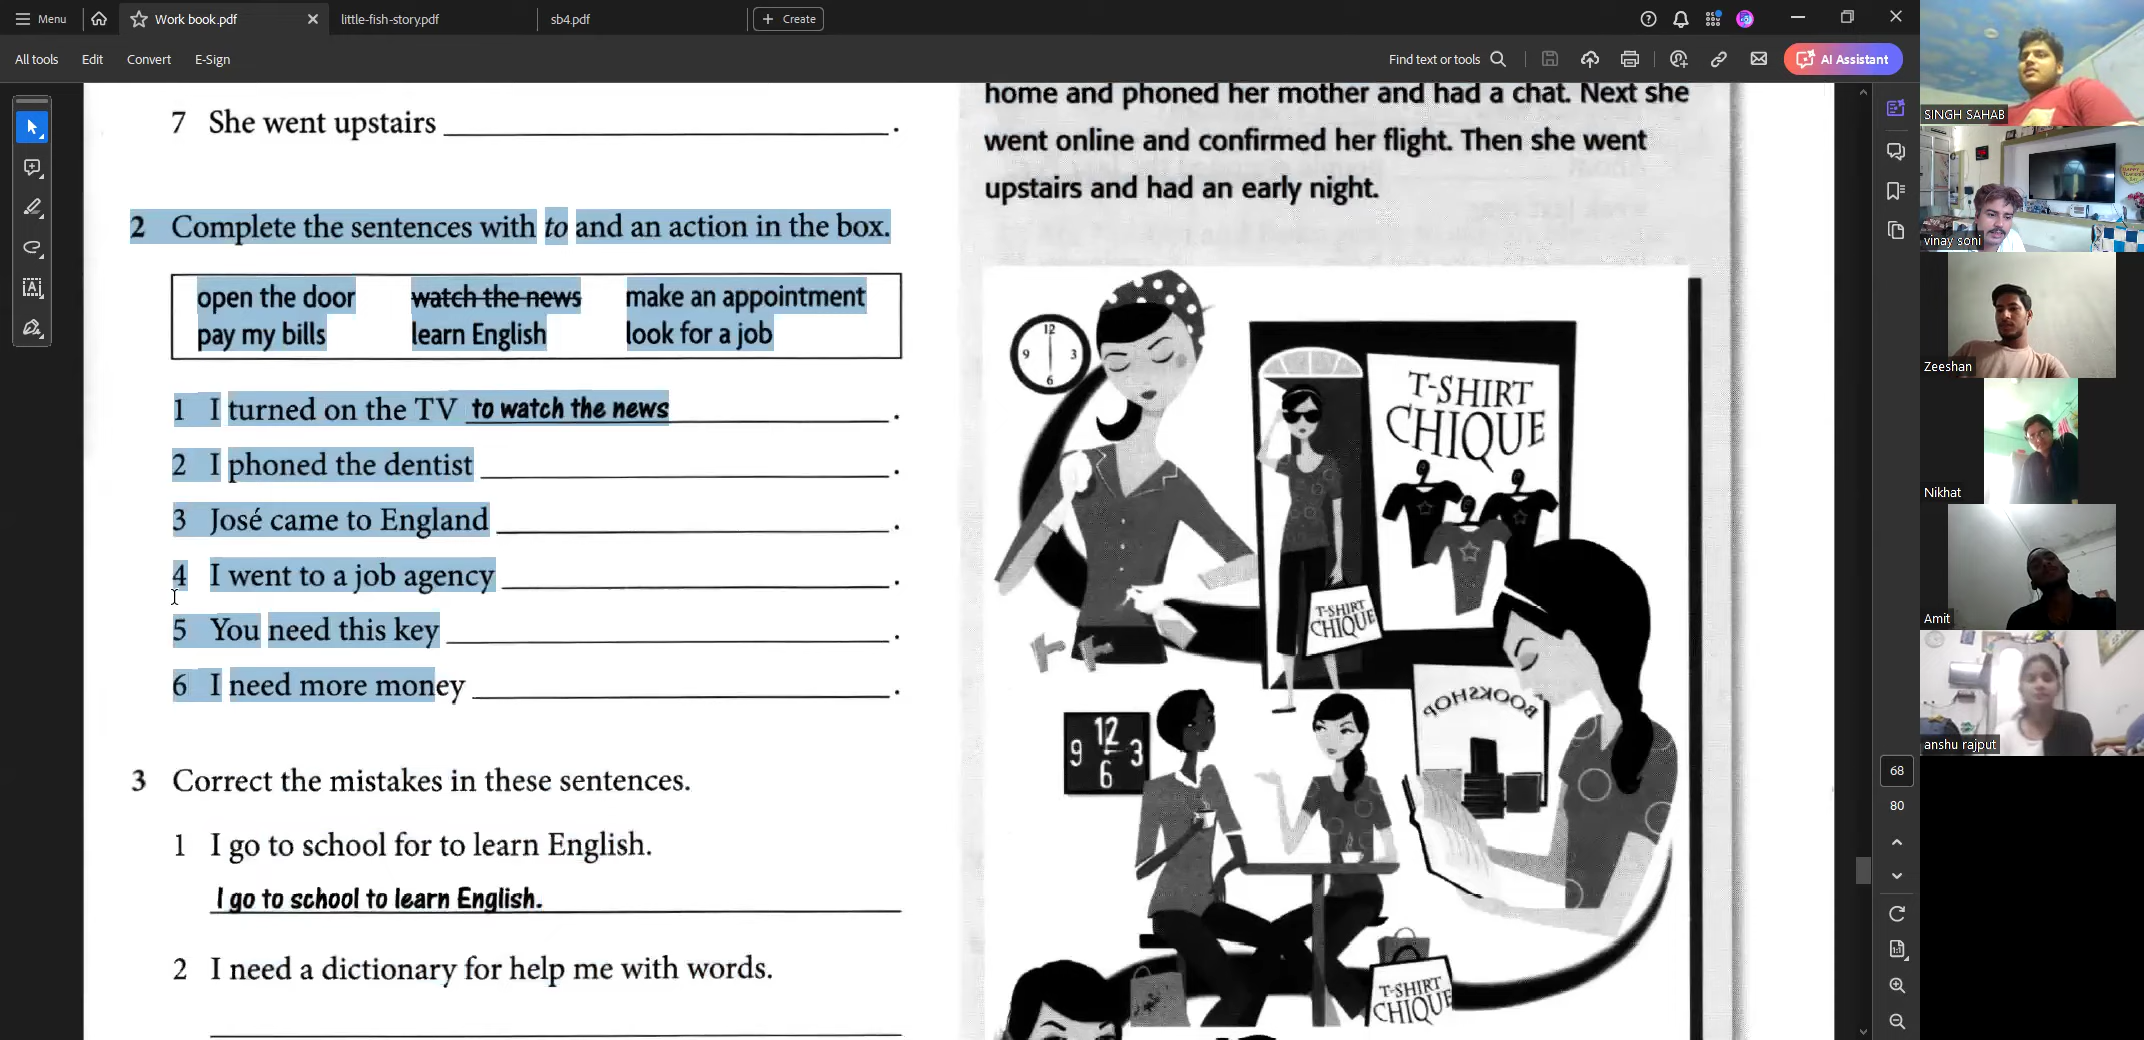 Menu
Work book.pdf
little-fish-story.pdf
sb4.pdf
Create
All tools
Edit
Convert
E-Sign
Find text or tools
AI Assistant
7 She went upstairs .
2 Complete the sentences with to and an action in the box.
open the door watch the news make an appointment
pay my bills learn English look for a job
1 I turned on the TV to watch the news .
2 I phoned the dentist .
3 José came to England .
4 I went to a job agency .
5 You need this key .
6 I need more money .
3 Correct the mistakes in these sentences.
1 I go to school for to learn English.
I go to school to learn English.
2 I need a dictionary for help me with words.
home and phoned her mother and had a chat. Next she
went online and confirmed her flight. Then she went
upstairs and had an early night.
12
9 3
6
T-SHIRT
CHIQUE
T-SHIRT
CHIQUE
BOOKSHOP
12
9 3
6
T-SHIRT
CHIQUE
68
80
SINGH SAHAB
vinay soni
Zeeshan
Nikhat
Amit
anshu rajput